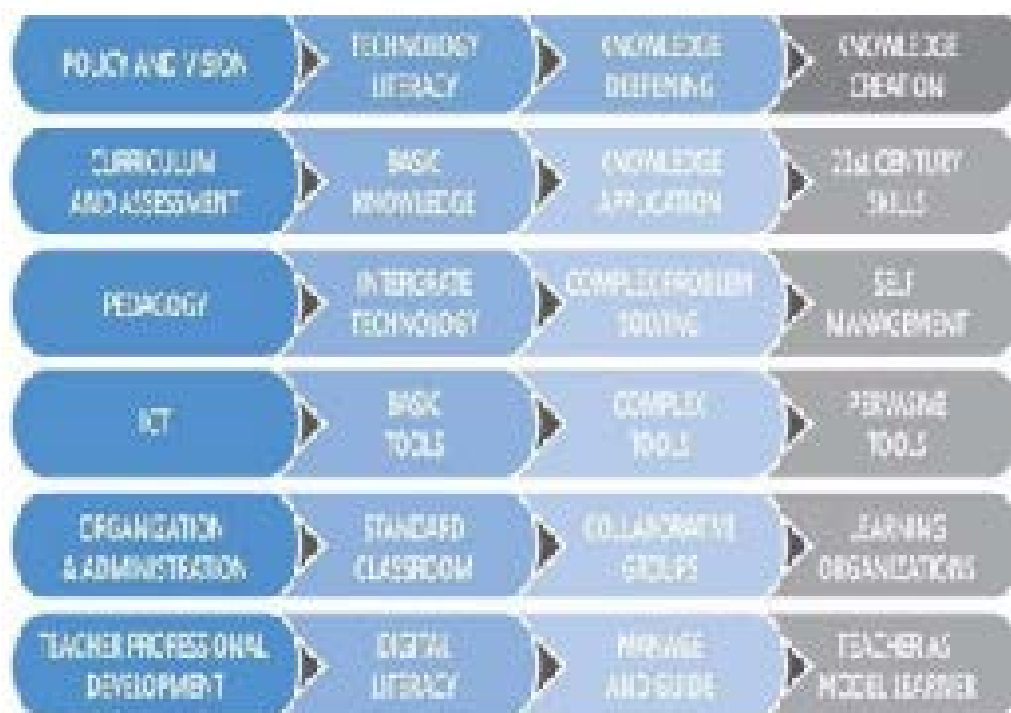 POLICY AND VISION
TECHNOLOGY
LITERACY
KNOWLEDGE
DEEPENING
KNOWLEDGE
CREATION
CURRICULUM
AND ASSESSMENT
BASIC
KNOWLEDGE
KNOWLEDGE
APPLICATION
21st CENTURY
SKILLS
PEDAGOGY
INTERGRATE
TECHNOLOGY
COMPLEX PROBLEM
SOLVING
SELF
MANAGEMENT
ICT
BASIC
TOOLS
COMPLEX
TOOLS
PERVASIVE
TOOLS
ORGANIZATION
& ADMINISTRATION
STANDARD
CLASSROOM
COLLABORATIVE
GROUPS
LEARNING
ORGANIZATIONS
TEACHER PROFESSIONAL
DEVELOPMENT
DIGITAL
LITERACY
MANAGE
AND GUIDE
TEACHER AS
MODEL LEARNER